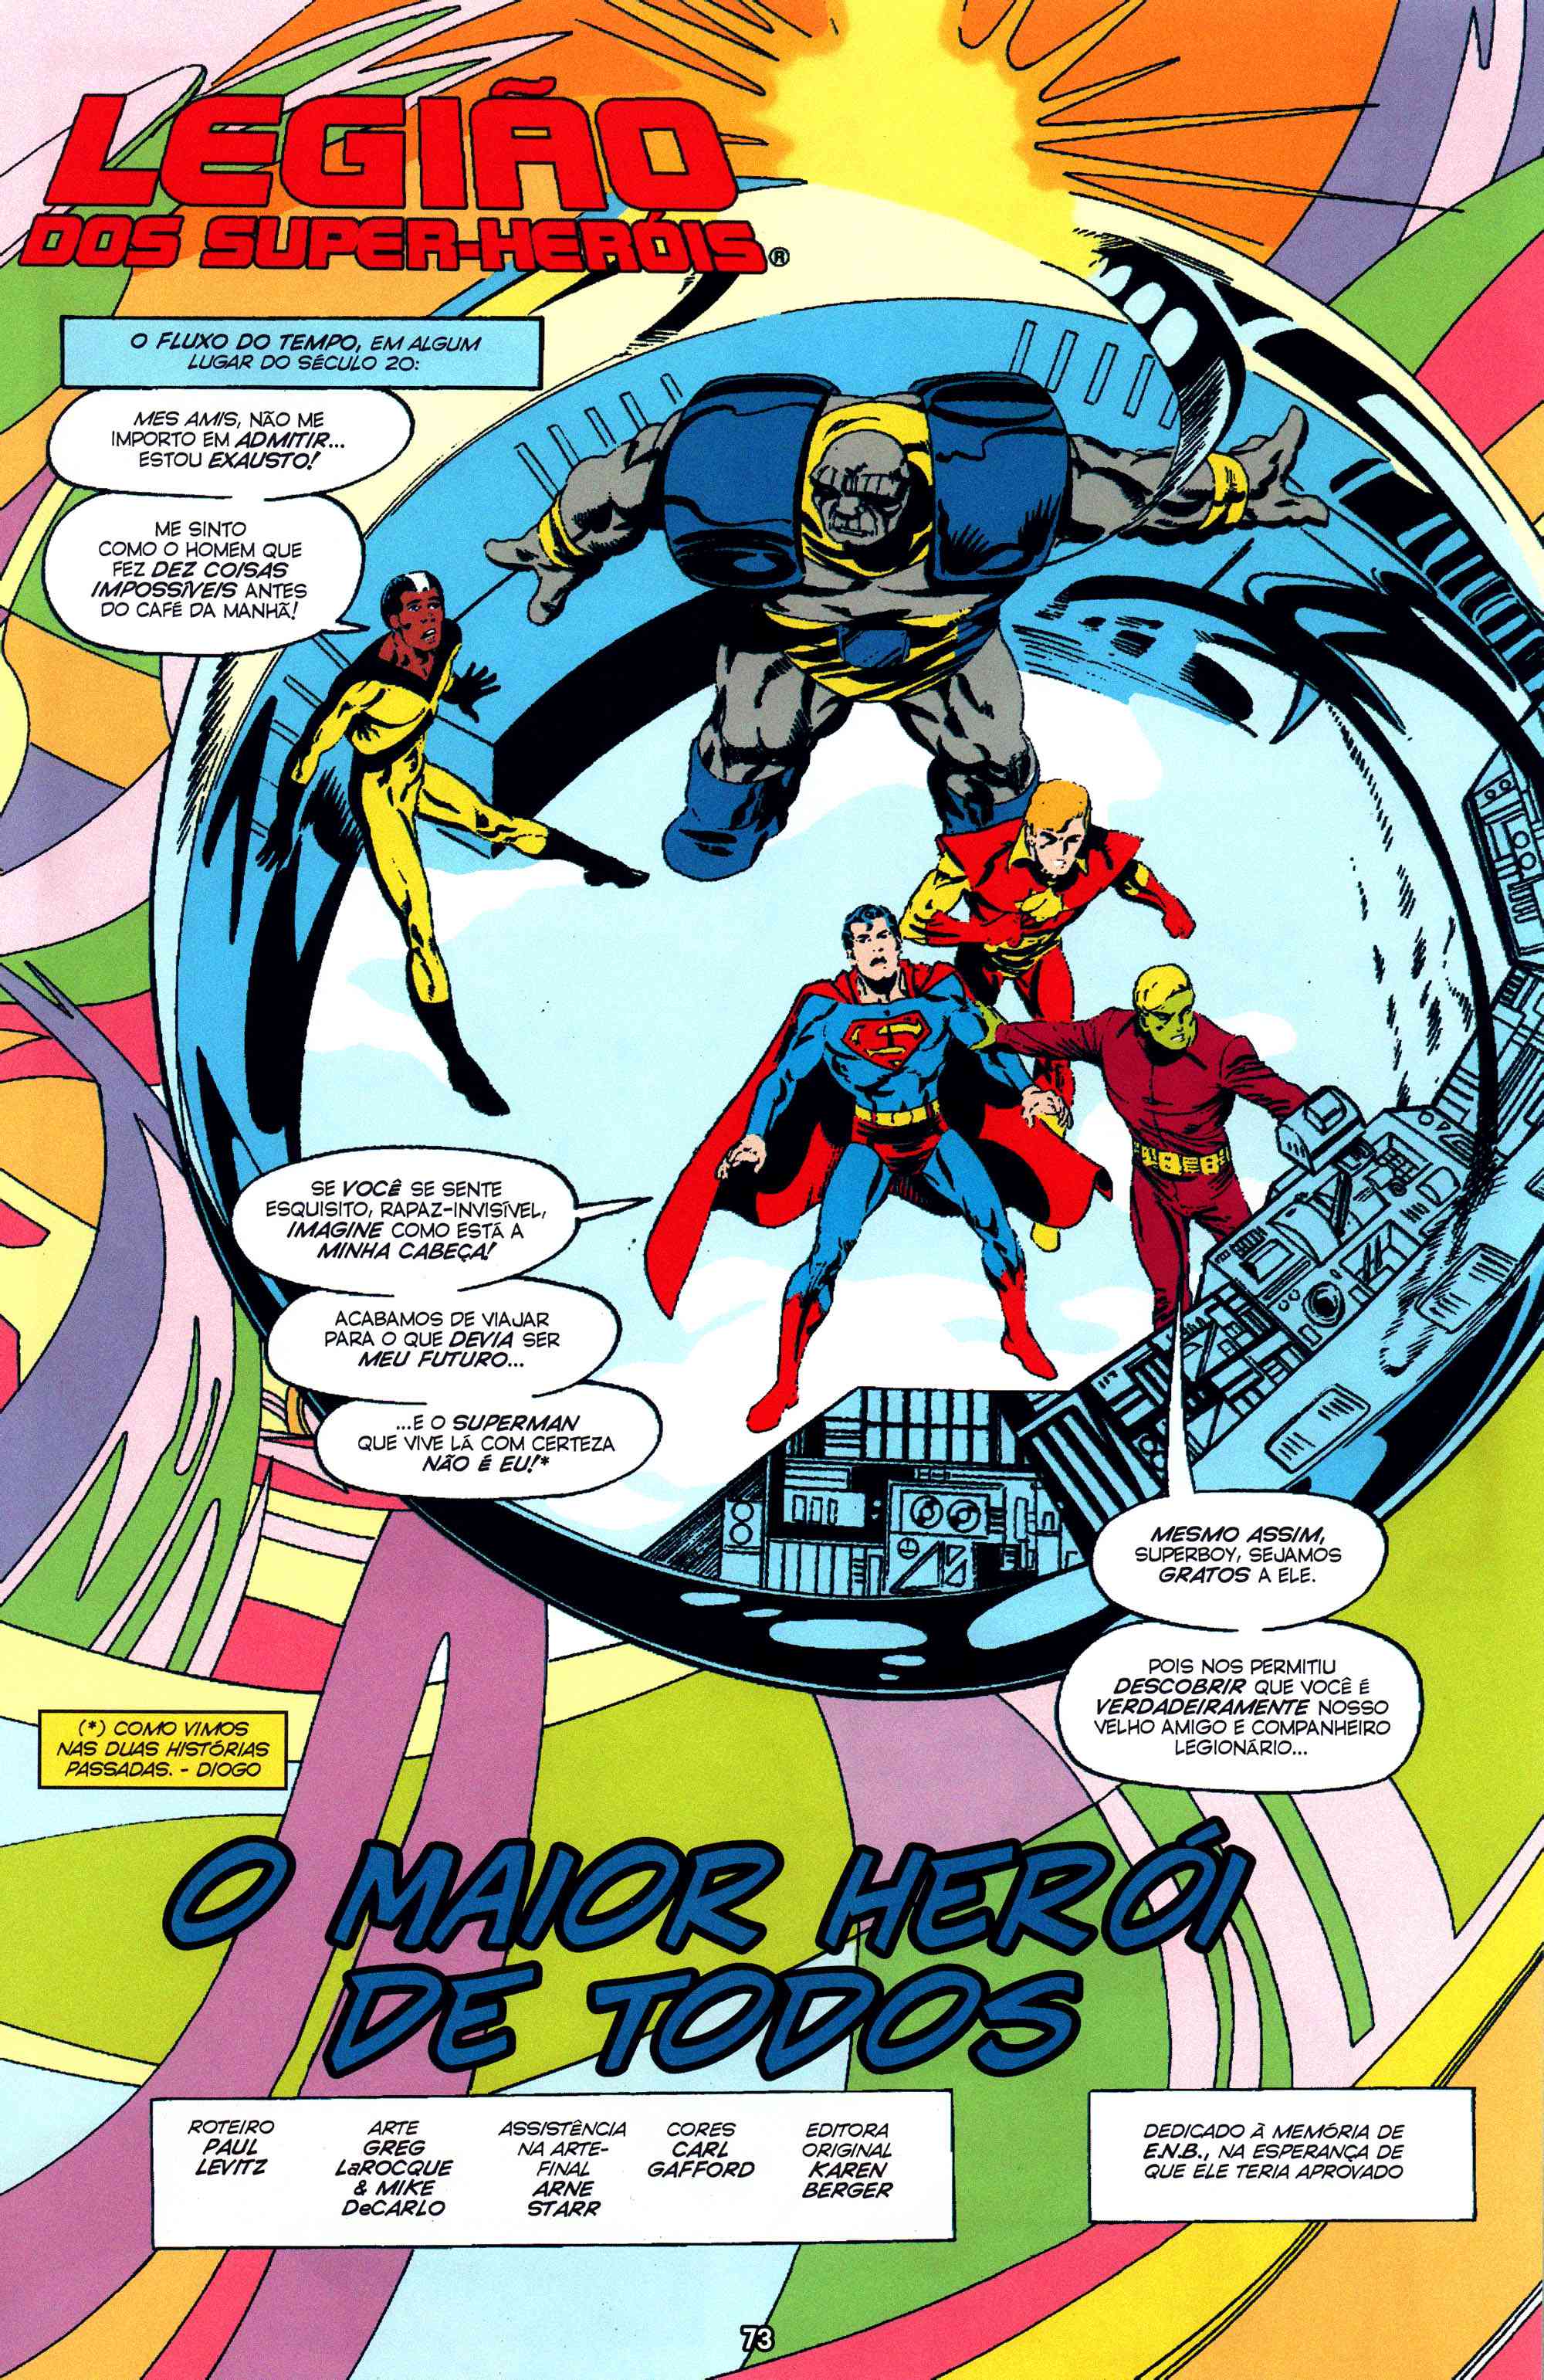 LEGIÃO
DOS SUPER-HERÓIS®
O FLUXO DO TEMPO, EM ALGUM
LUGAR DO SÉCULO 20:
MES AMIS, NÃO ME
IMPORTO EM ADMITIR...
ESTOU EXAUSTO!
ME SINTO
COMO O HOMEM QUE
FEZ DEZ COISAS
IMPOSSÍVEIS ANTES
DO CAFÉ DA MANHÃ!
SE VOCÊ SE SENTE
ESQUISITO, RAPAZ-INVISÍVEL,
IMAGINE COMO ESTÁ A
MINHA CABEÇA!
ACABAMOS DE VIAJAR
PARA O QUE DEVIA SER
MEU FUTURO...
...E O SUPERMAN
QUE VIVE LÁ COM CERTEZA
NÃO É EU!*
MESMO ASSIM,
SUPERBOY, SEJAMOS
GRATOS A ELE.
POIS NOS PERMITIU
DESCOBRIR QUE VOCÊ É
VERDADEIRAMENTE NOSSO
VELHO AMIGO E COMPANHEIRO
LEGIONÁRIO...
(*) COMO VIMOS
NAS DUAS HISTÓRIAS
PASSADAS. - DIOGO
O MAIOR HERÓI
DE TODOS
ROTEIRO
PAUL
LEVITZ
ARTE
GREG
LaROCQUE
& MIKE
DeCARLO
ASSISTÊNCIA
NA ARTE-
FINAL
ARNE
STARR
CORES
CARL
GAFFORD
EDITORA
ORIGINAL
KAREN
BERGER
DEDICADO À MEMÓRIA DE
E.N.B., NA ESPERANÇA DE
QUE ELE TERIA APROVADO
73